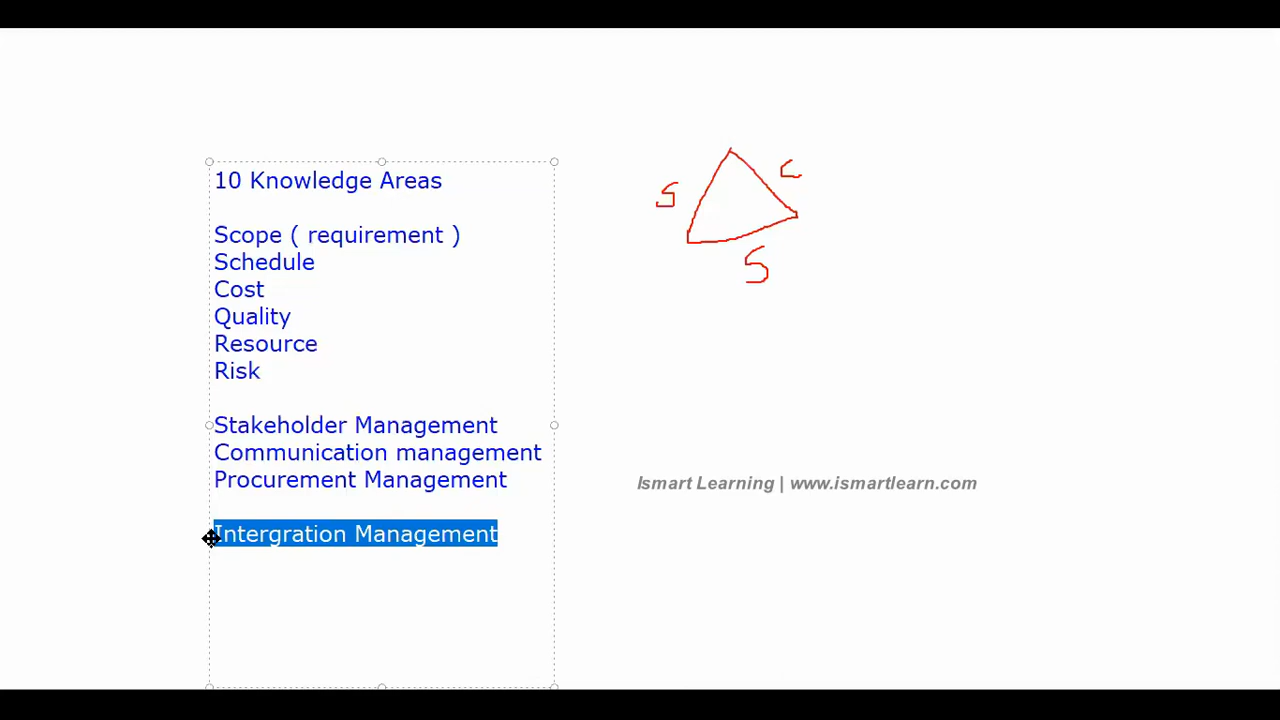 10 Knowledge Areas
Scope ( requirement )
Schedule
Cost
Quality
Resource
Risk
Stakeholder Management
Communication management
Procurement Management
Intergration Management
S
C
S
Ismart Learning | www.ismartlearn.com